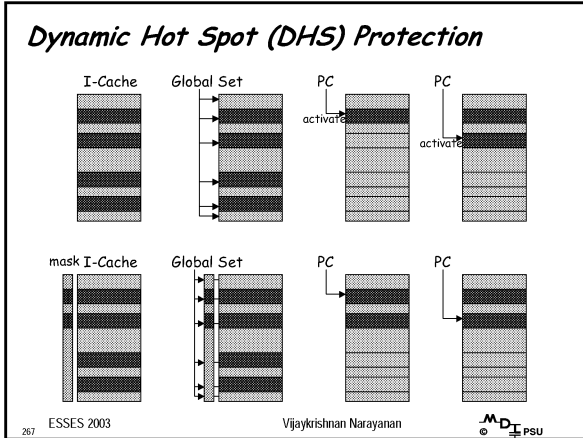 Dynamic Hot Spot (DHS) Protection
I-Cache Global Set PC PC
activate
activate
mask I-Cache Global Set PC PC
267 ESSES 2003 Vijaykrishnan Narayanan © MDI PSU